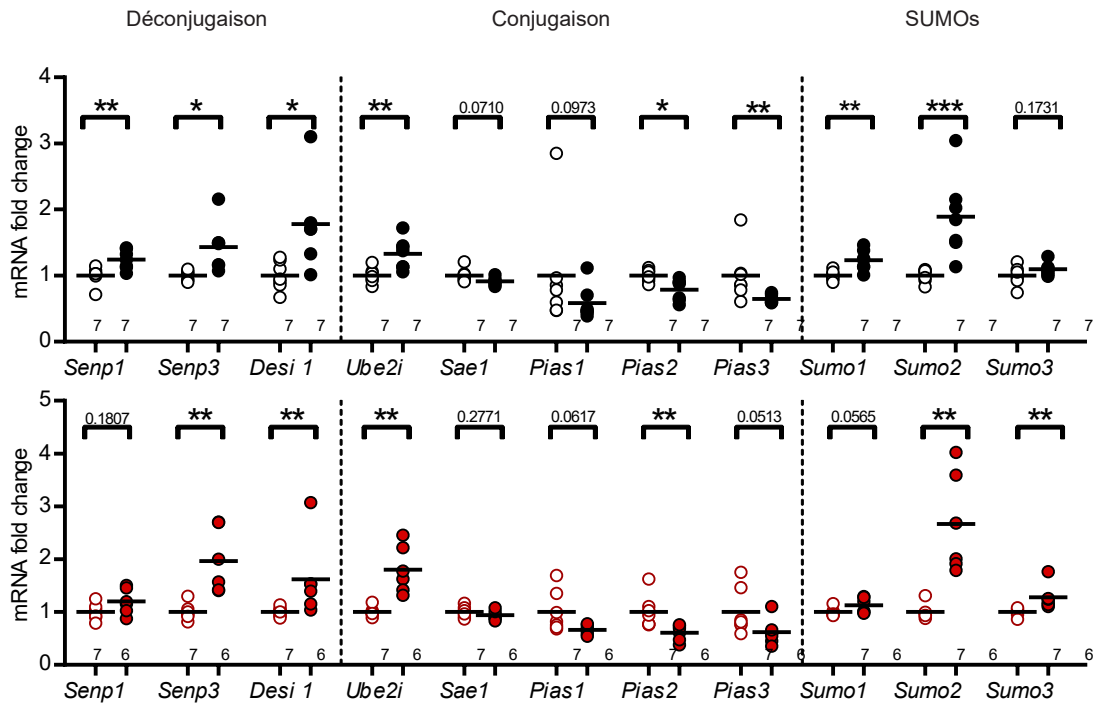 Déconjugaison Conjugaison SUMOs
mRNA fold change
4
3
2
1
0
** * * ** 0.0710 0.0973 * ** ** *** 0.1731
7 7 7 7 7 7 7 7 7 7 7 7 7 7 7 7 7 7 7 7 7 7
Senp1 Senp3 Desi 1 Ube2i Sae1 Pias1 Pias2 Pias3 Sumo1 Sumo2 Sumo3
mRNA fold change
5
4
3
2
1
0
0.1807 ** ** ** 0.2771 0.0617 ** 0.0513 0.0565 ** **
7 6 7 6 7 6 7 6 7 6 7 6 7 6 7 6 7 6 7 6 7 6
Senp1 Senp3 Desi 1 Ube2i Sae1 Pias1 Pias2 Pias3 Sumo1 Sumo2 Sumo3